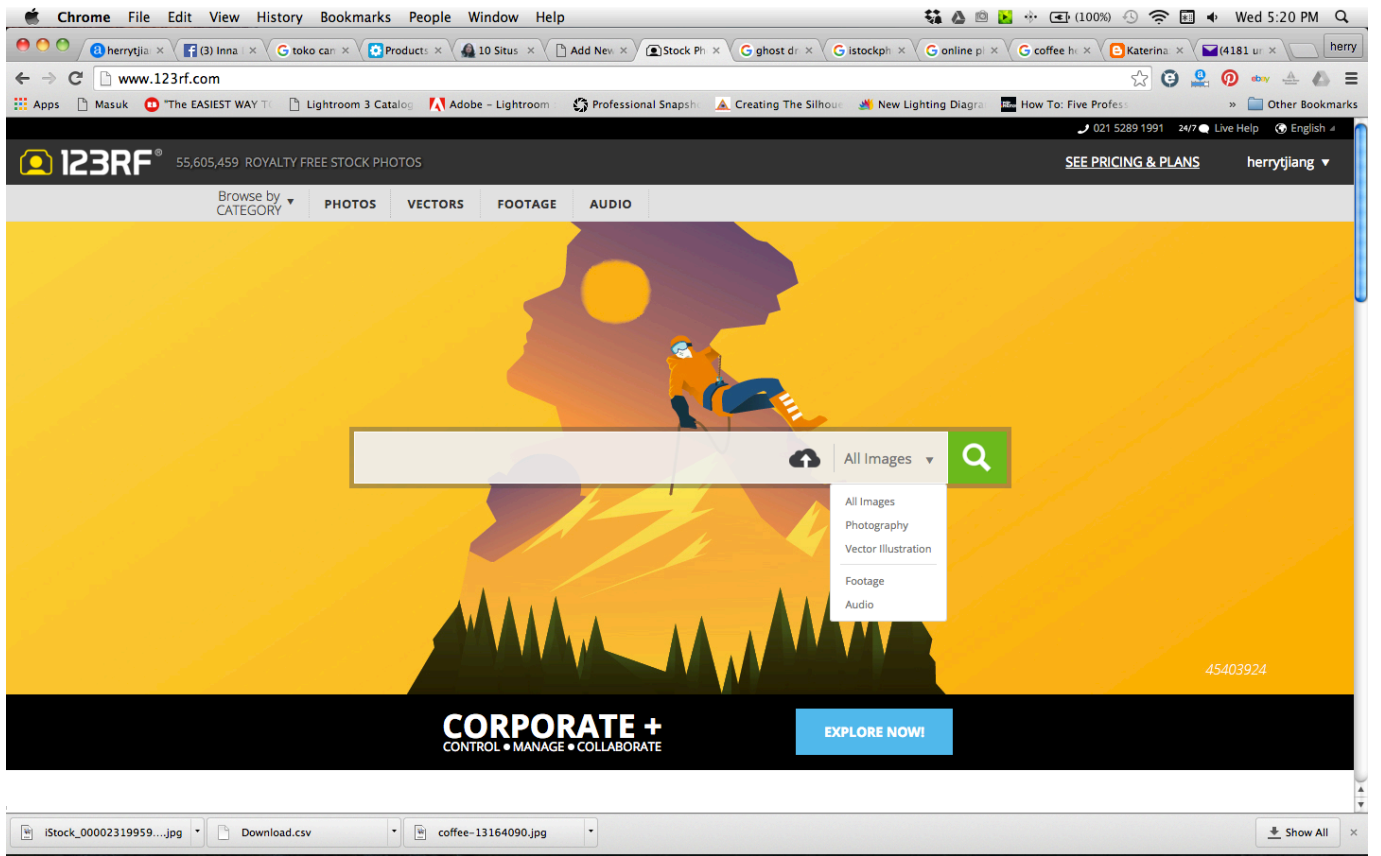 Chrome File Edit View History Bookmarks People Window Help (100%) Wed 5:20 PM
herrytjia (3) Inna toko can Products 10 Situs Add New Stock Ph ghost dr istockph online pl coffee ho Katerina (4181 ur herry
www.123rf.com
Apps Masuk "The EASIEST WAY Lightroom 3 Catalog Adobe – Lightroom Professional Snapsh Creating The Silhou New Lighting Diagra How To: Five Profes » Other Bookmarks
021 5289 1991 24/7 Live Help English
123RF® 55,605,459 ROYALTY FREE STOCK PHOTOS SEE PRICING & PLANS herrytjiang
Browse by
CATEGORY PHOTOS VECTORS FOOTAGE AUDIO
All Images
All Images
Photography
Vector Illustration
Footage
Audio
45403924
CORPORATE + EXPLORE NOW!
CONTROL ● MANAGE ● COLLABORATE
iStock_00002319959....jpg Download.csv coffee-13164090.jpg Show All